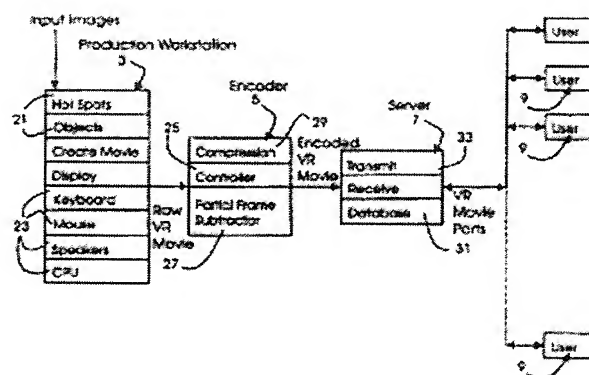 Input Images
Production Workstation
3
Hot Spots
21
Objects
Create Movie
Display
Keyboard
23
Mouse
Speakers
CPU
Raw
VR
Movie
Encoder
5
29
25
Compression
Controller
Partial Frame
Subtractor
27
Encoded
VR
Movie
Server
7
33
Transmit
Receive
Database
31
VR
Movie
Parts
User
User
9
User
9
User
9